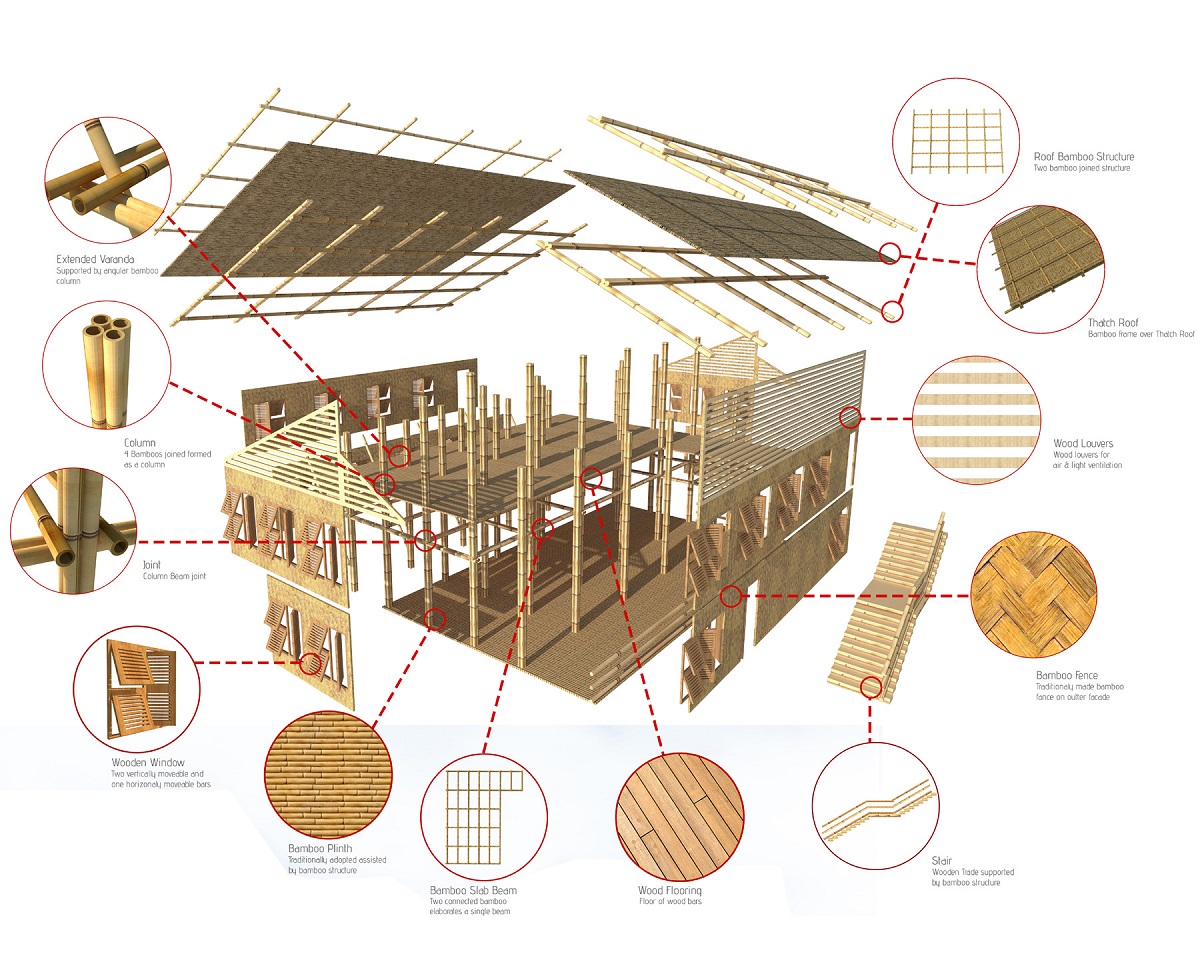 Roof Bamboo Structure
Two bamboo joined structure
Extended Varanda
Supported by angular bamboo
column
Thatch Roof
Bamboo frame over Thatch Roof
Column
4 Bamboos joined formed
as a column
Wood Louvers
Wood louvers for
air & light ventilation
Joint
Column Beam joint
Bamboo Fence
Traditionaly made bamboo
fance on outter facade
Wooden Window
Two vertically moveable and
one horizonaly moveable bars
Bamboo Plinth
Traditionally adopted assisted
by bamboo structure
Bamboo Slab Beam
Two connected bamboo
elaborates a single beam
Wood Flooring
Floor of wood bars
Stair
Wooden Trade supported
by bamboo structure